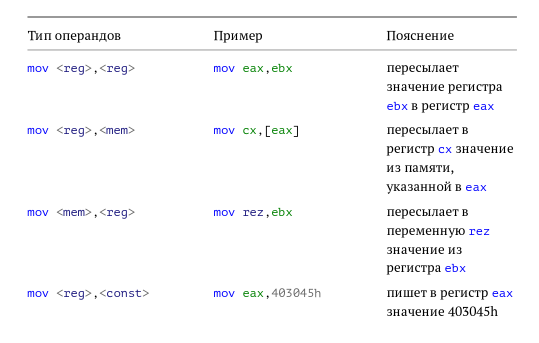 Тип операндов Пример Пояснение
mov <reg>,<reg> mov eax,ebx пересылает
значение регистра
ebx в регистр eax
mov <reg>,<mem> mov cx,[eax] пересылает в
регистр cx значение
из памяти,
указанной в eax
mov <mem>,<reg> mov rez,ebx пересылает в
переменную rez
значение из
регистра ebx
mov <reg>,<const> mov eax,403045h пишет в регистр eax
значение 403045h